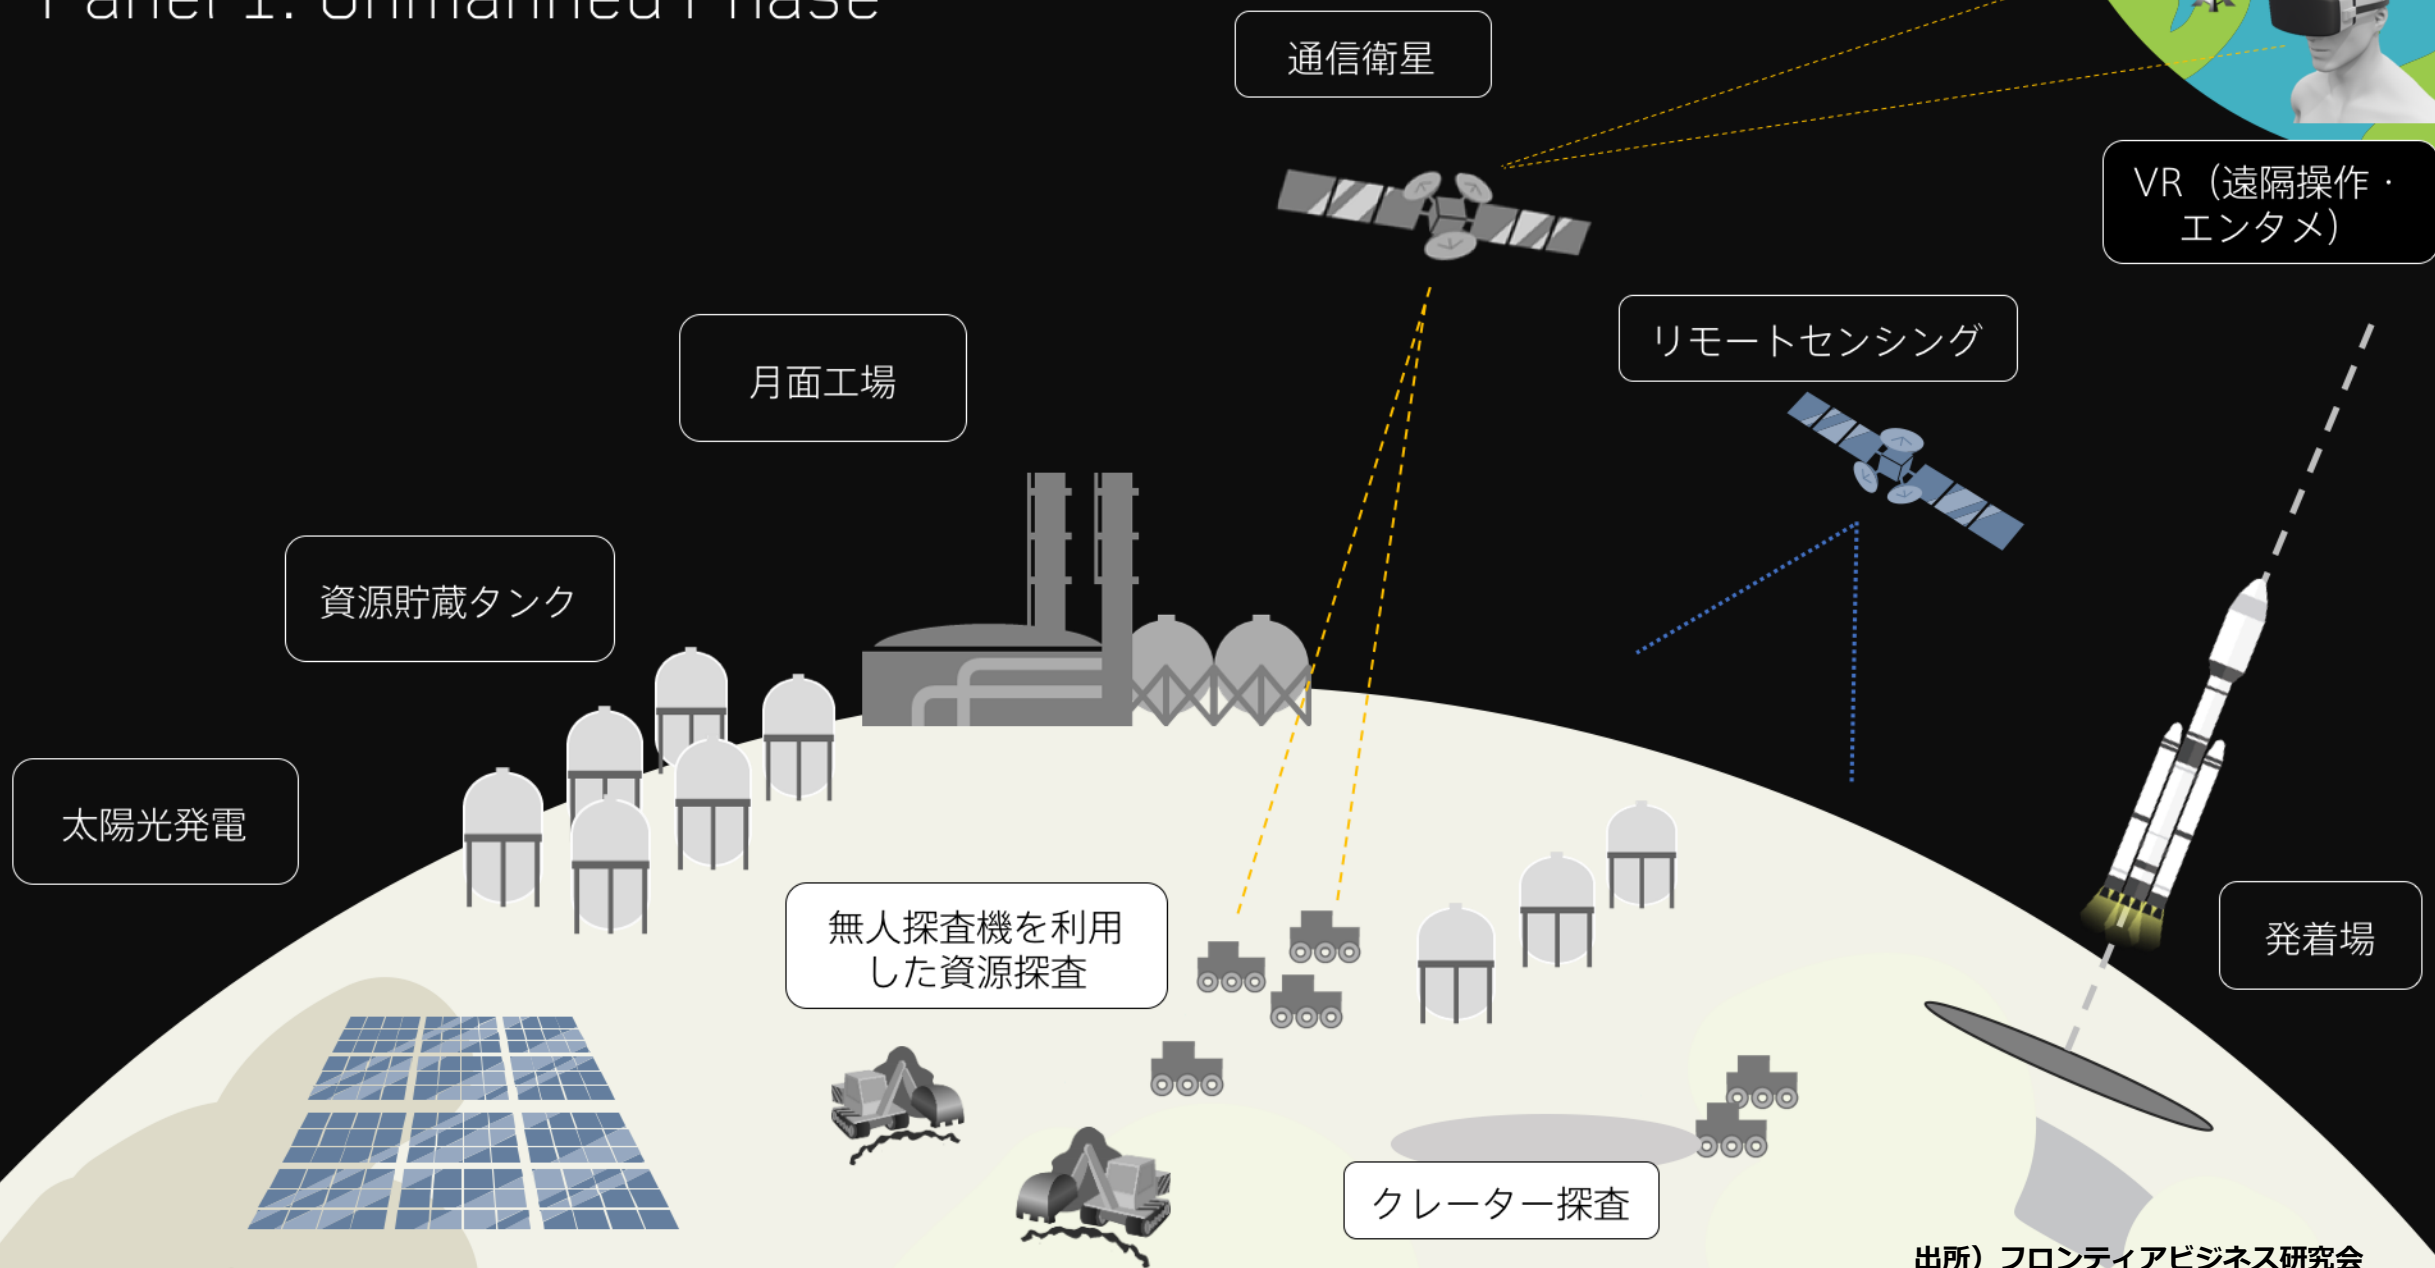 Panel 1. Unmanned Phase
通信衛星
VR（遠隔操作・
エンタメ）
リモートセンシング
月面工場
資源貯蔵タンク
太陽光発電
無人探査機を利用
した資源探査
発着場
クレーター探査
出所）フロンティアビジネス研究会